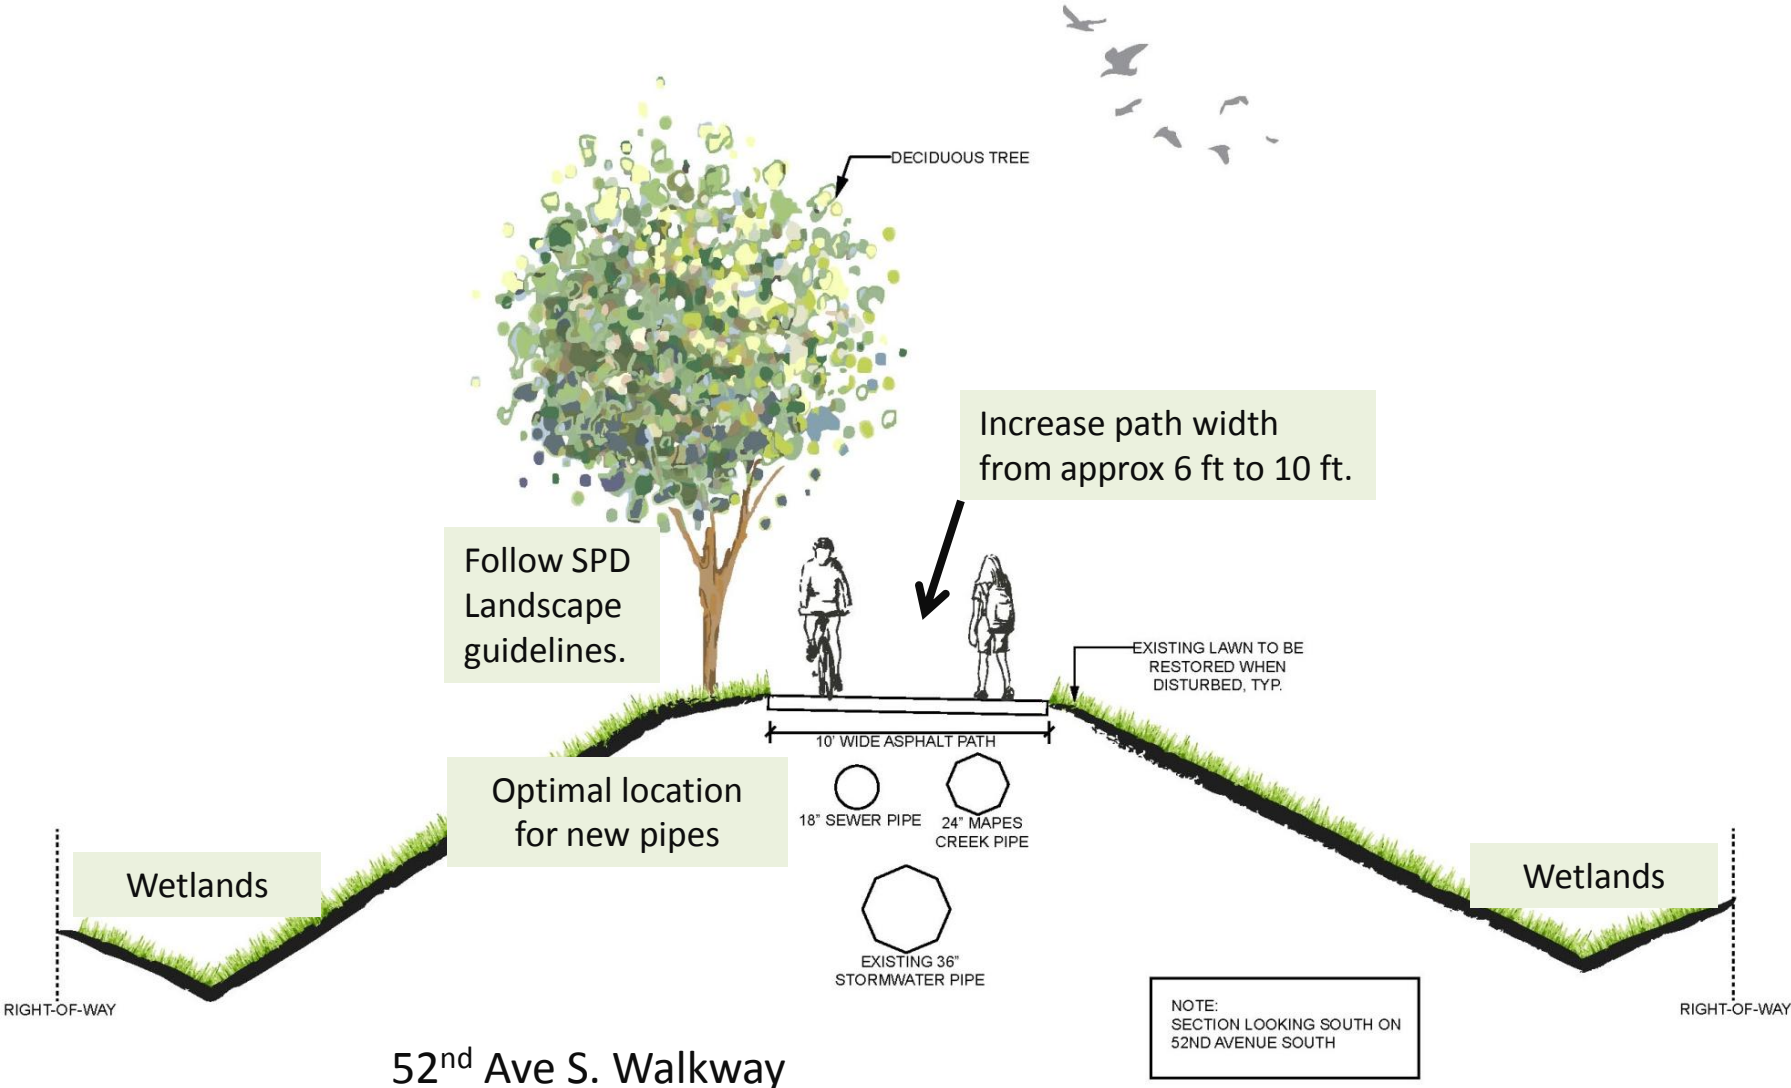 DECIDUOUS TREE
Increase path width
from approx 6 ft to 10 ft.
Follow SPD
Landscape
guidelines.
EXISTING LAWN TO BE
RESTORED WHEN
DISTURBED, TYP.
10' WIDE ASPHALT PATH
Optimal location
for new pipes
18" SEWER PIPE
24" MAPES
CREEK PIPE
Wetlands
Wetlands
EXISTING 36"
STORMWATER PIPE
RIGHT-OF-WAY
NOTE:
SECTION LOOKING SOUTH ON
52ND AVENUE SOUTH
RIGHT-OF-WAY
52nd Ave S. Walkway